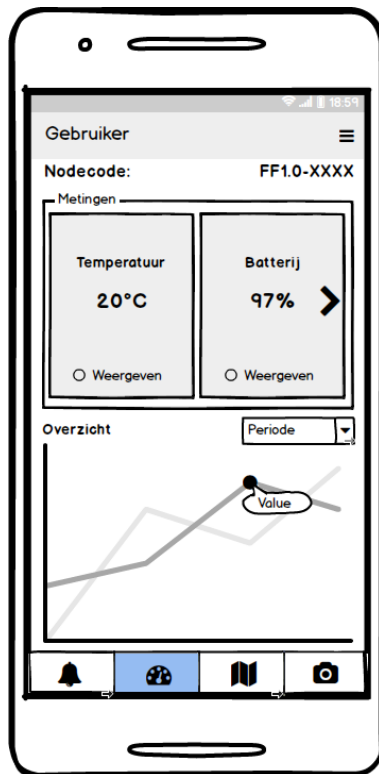 18:59
Gebruiker
Nodecode: FF1.0-XXXX
Metingen
Temperatuur Batterij
20°C 97%
Weergeven Weergeven
Overzicht Periode
Value